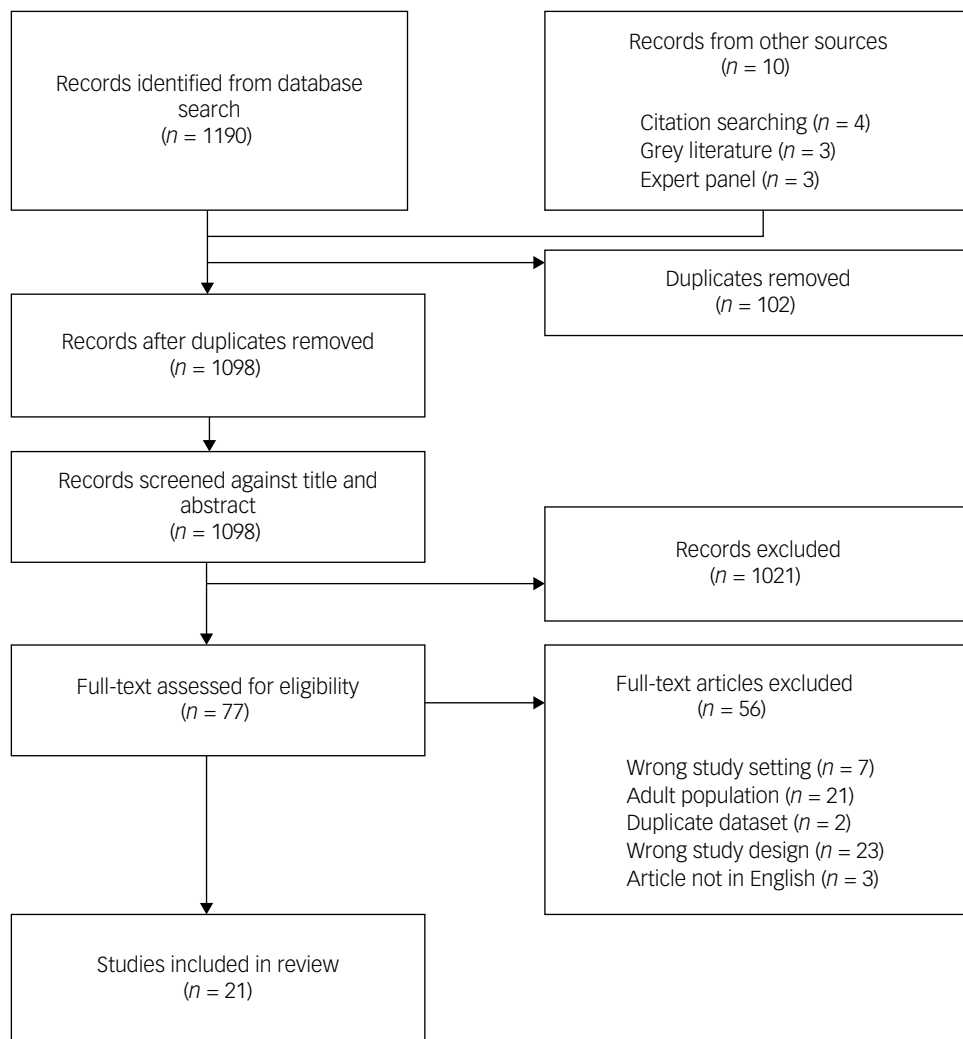 Records identified from database
search
(n = 1190)
Records from other sources
(n = 10)
Citation searching (n = 4)
Grey literature (n = 3)
Expert panel (n = 3)
Duplicates removed
(n = 102)
Records after duplicates removed
(n = 1098)
Records screened against title and
abstract
(n = 1098)
Records excluded
(n = 1021)
Full-text assessed for eligibility
(n = 77)
Full-text articles excluded
(n = 56)
Wrong study setting (n = 7)
Adult population (n = 21)
Duplicate dataset (n = 2)
Wrong study design (n = 23)
Article not in English (n = 3)
Studies included in review
(n = 21)